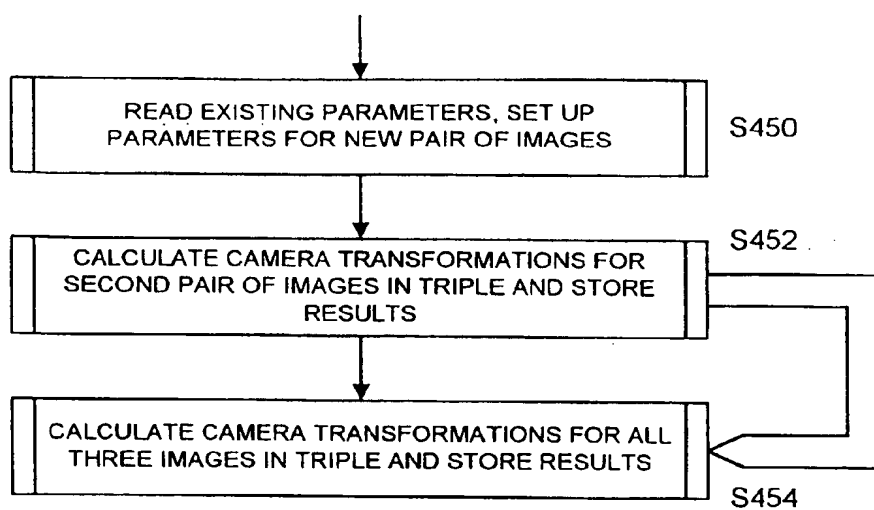 READ EXISTING PARAMETERS, SET UP
PARAMETERS FOR NEW PAIR OF IMAGES
S450
S452
CALCULATE CAMERA TRANSFORMATIONS FOR
SECOND PAIR OF IMAGES IN TRIPLE AND STORE
RESULTS
CALCULATE CAMERA TRANSFORMATIONS FOR ALL
THREE IMAGES IN TRIPLE AND STORE RESULTS
S454